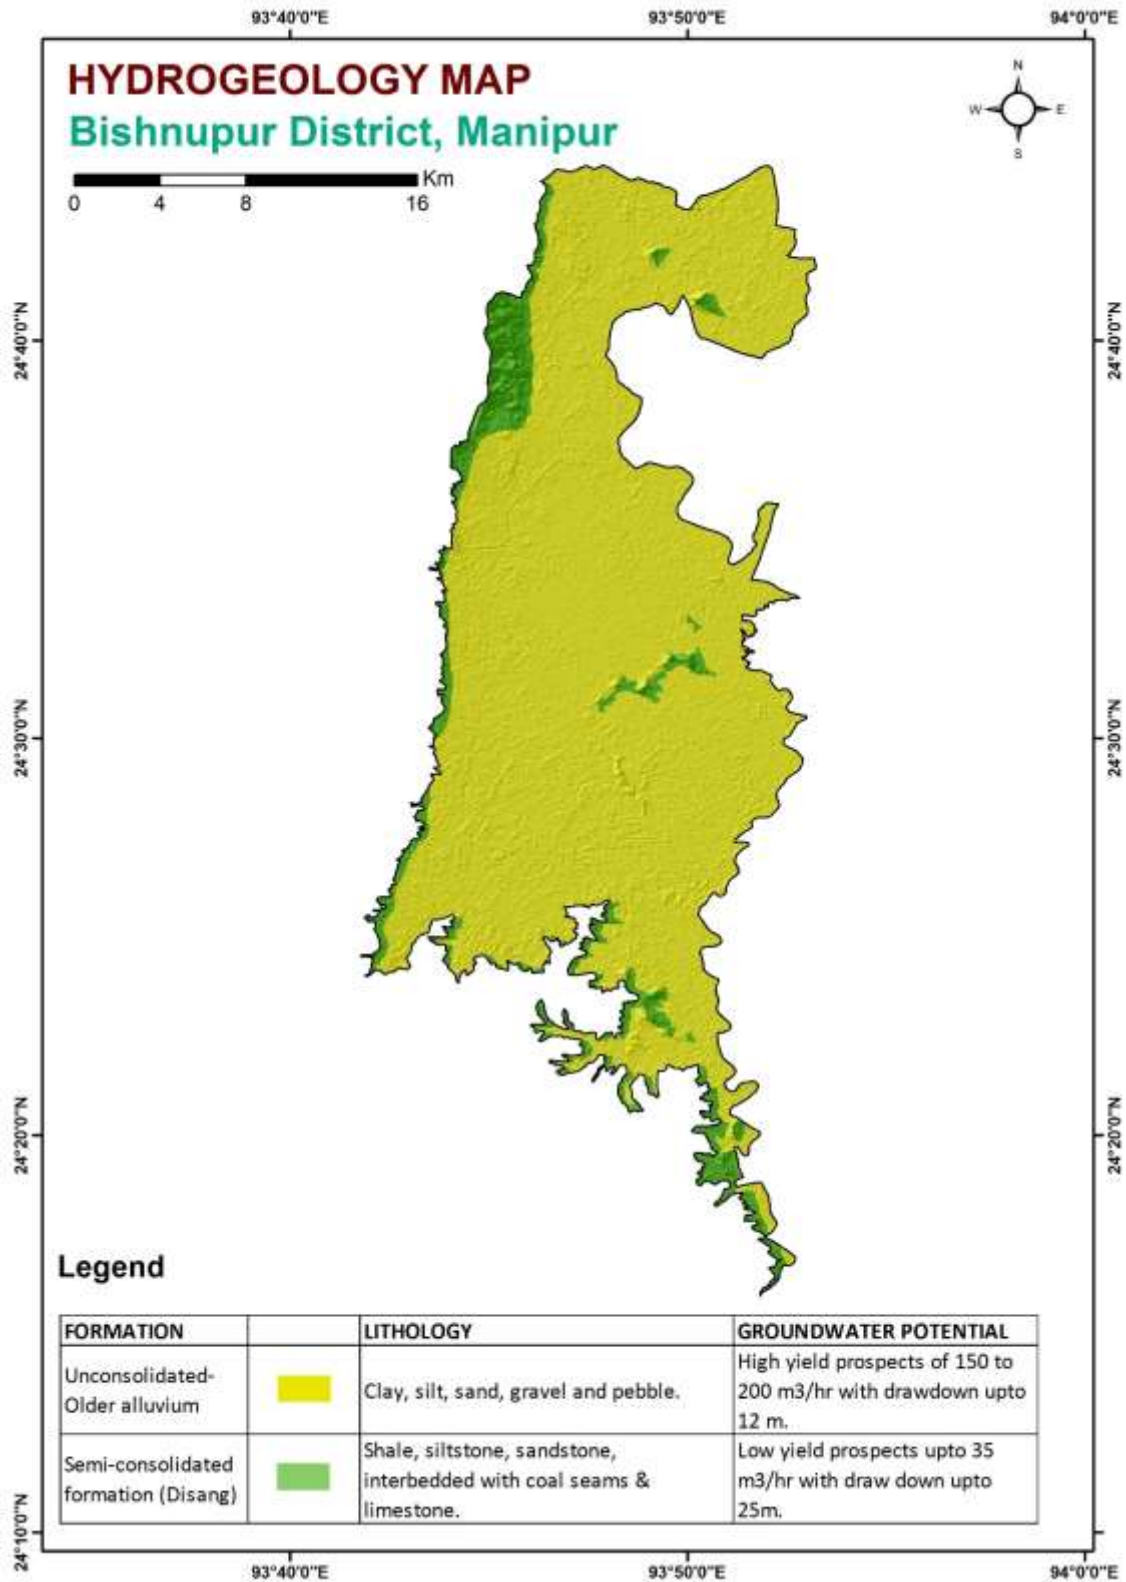 93°40'0"E 93°50'0"E 94°0'0"E
HYDROGEOLOGY MAP
Bishnupur District, Manipur
N
W E
S
Km
0 4 8 16
24°40'0"N 24°40'0"N
24°30'0"N 24°30'0"N
24°20'0"N 24°20'0"N
24°10'0"N
Legend
FORMATION LITHOLOGY GROUNDWATER POTENTIAL
Unconsolidated-
Older alluvium
Clay, silt, sand, gravel and pebble.
High yield prospects of 150 to
200 m3/hr with drawdown upto
12 m.
Semi-consolidated
formation (Disang)
Shale, siltstone, sandstone,
interbedded with coal seams &
limestone.
Low yield prospects upto 35
m3/hr with draw down upto
25m.
93°40'0"E 93°50'0"E 94°0'0"E